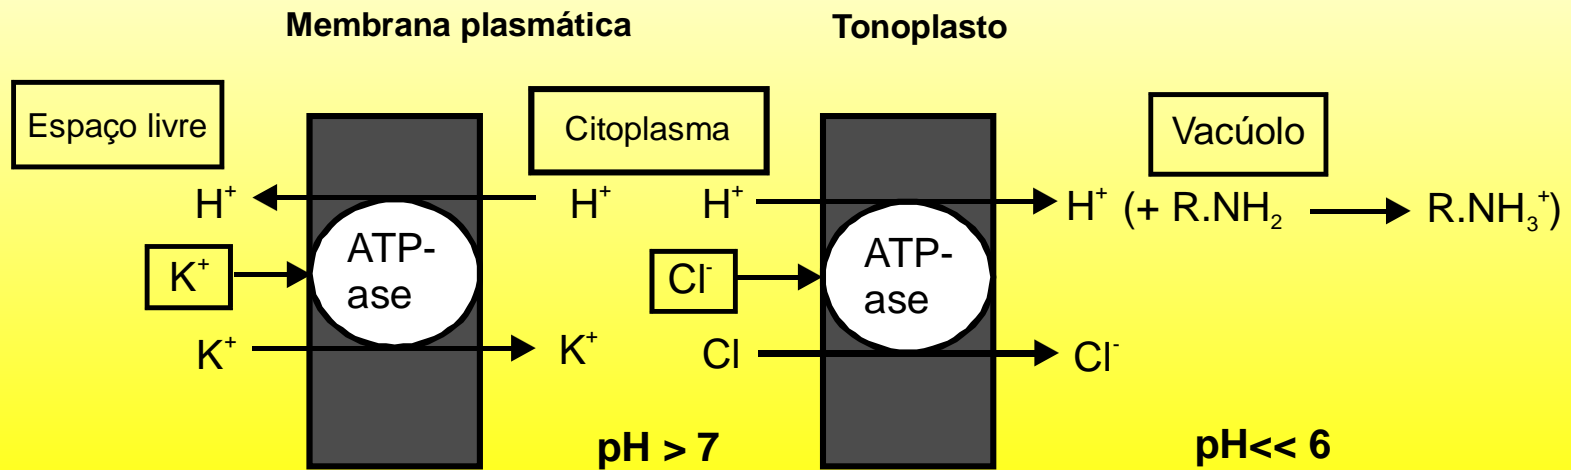 Membrana plasmática
Tonoplasto
Espaço livre
Citoplasma
Vacúolo
H⁺
H⁺
H⁺
H⁺ (+ R.NH₂
R.NH₃⁺)
K⁺
ATP-
ase
Cl⁻
ATP-
ase
K⁺
K⁺
Cl
Cl⁻
pH > 7
pH<< 6